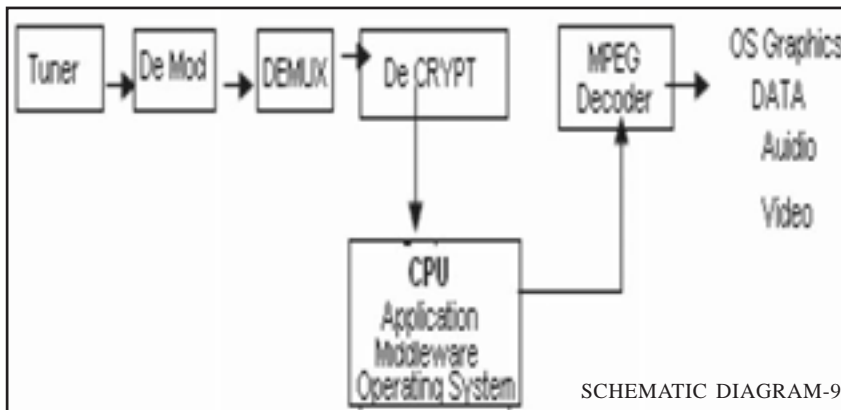 Tuner
De Mod
DEMUX
De CRYPT
MPEG
Decoder
OS Graphics
DATA
Auidio
Video
CPU
Application
Middleware
Operating System
SCHEMATIC DIAGRAM-9